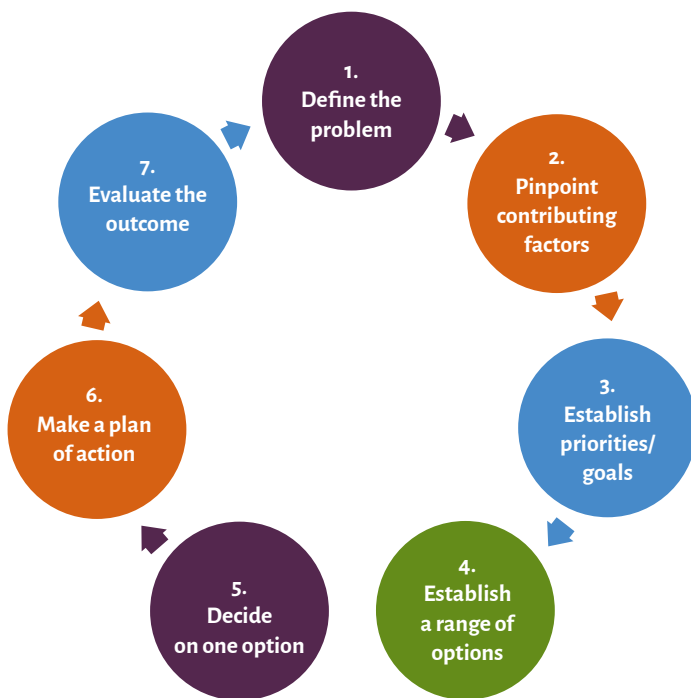 1.
Define the
problem
2.
Pinpoint
contributing
factors
3.
Establish
priorities/
goals
4.
Establish
a range of
options
5.
Decide
on one option
6.
Make a plan
of action
7.
Evaluate the
outcome